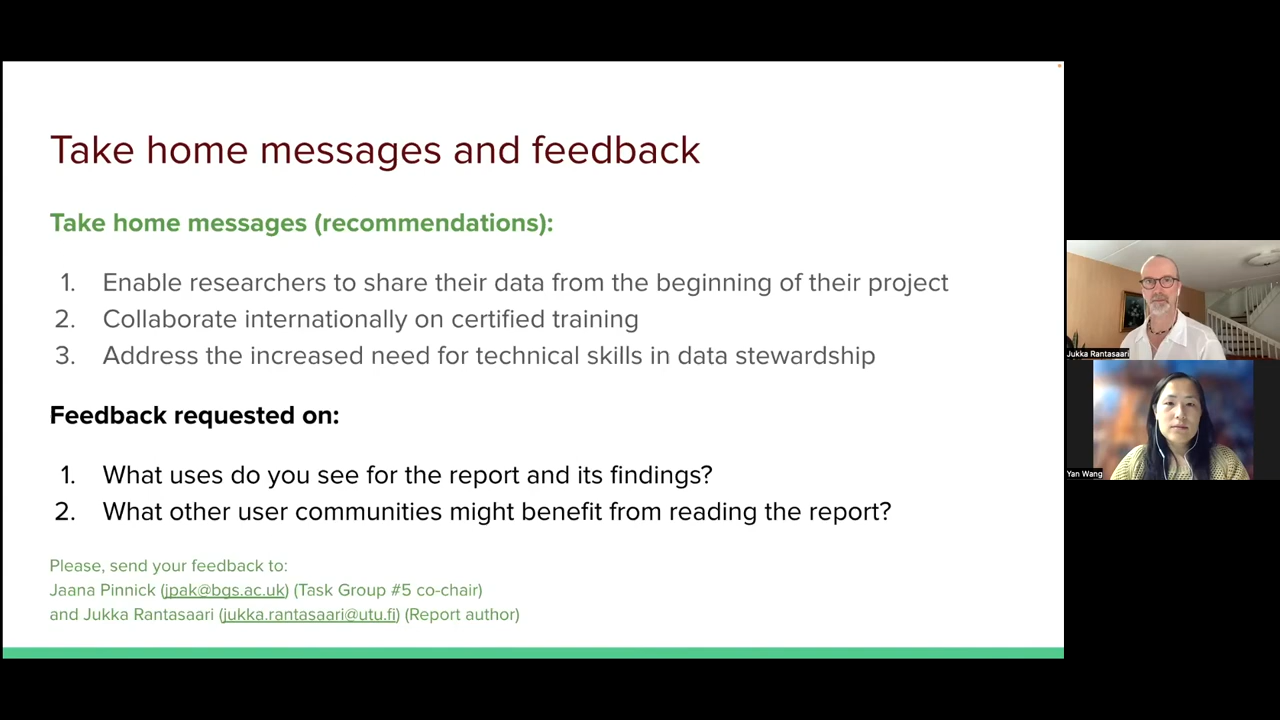 Take home messages and feedback
Take home messages (recommendations):
1. Enable researchers to share their data from the beginning of their project
2. Collaborate internationally on certified training
3. Address the increased need for technical skills in data stewardship
Feedback requested on:
1. What uses do you see for the report and its findings?
2. What other user communities might benefit from reading the report?
Please, send your feedback to:
Jaana Pinnick (jpak@bgs.ac.uk) (Task Group #5 co-chair)
and Jukka Rantasaari (jukka.rantasaari@utu.fi) (Report author)
Jukka Rantasaari
Yan Wang